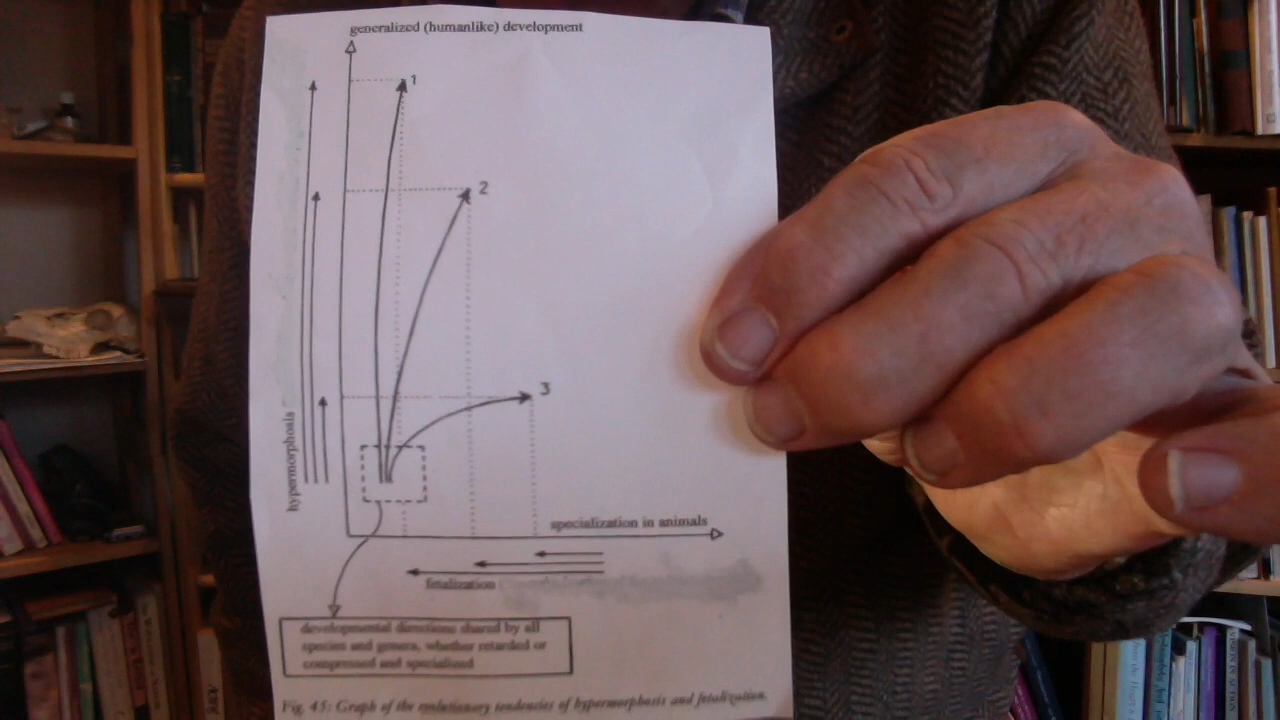 generalized (humanlike) development
1
2
3
hypermorphosis
specialization in animals
fetalization
developmental directions shared by all
species and genera, whether retarded or
compressed and specialized
Fig. 45: Graph of the evolutionary tendencies of hypermorphosis and fetalization.